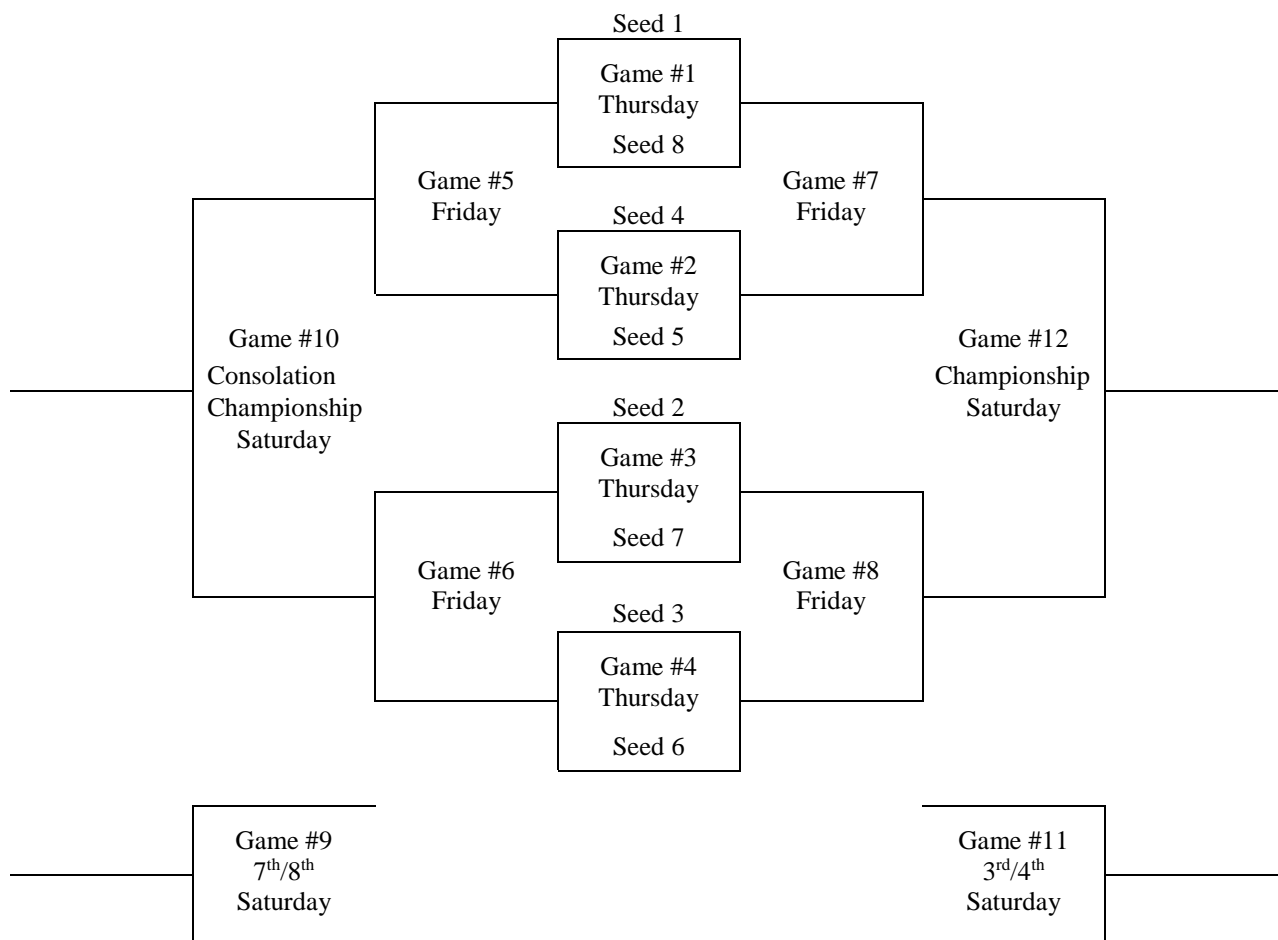 Seed 1
Game #1
Thursday
Seed 8
Game #5
Friday
Game #7
Friday
Seed 4
Game #2
Thursday
Seed 5
Game #10
Consolation
Championship
Saturday
Game #12
Championship
Saturday
Seed 2
Game #3
Thursday
Seed 7
Game #6
Friday
Game #8
Friday
Seed 3
Game #4
Thursday
Seed 6
Game #9
7th/8th
Saturday
Game #11
3rd/4th
Saturday